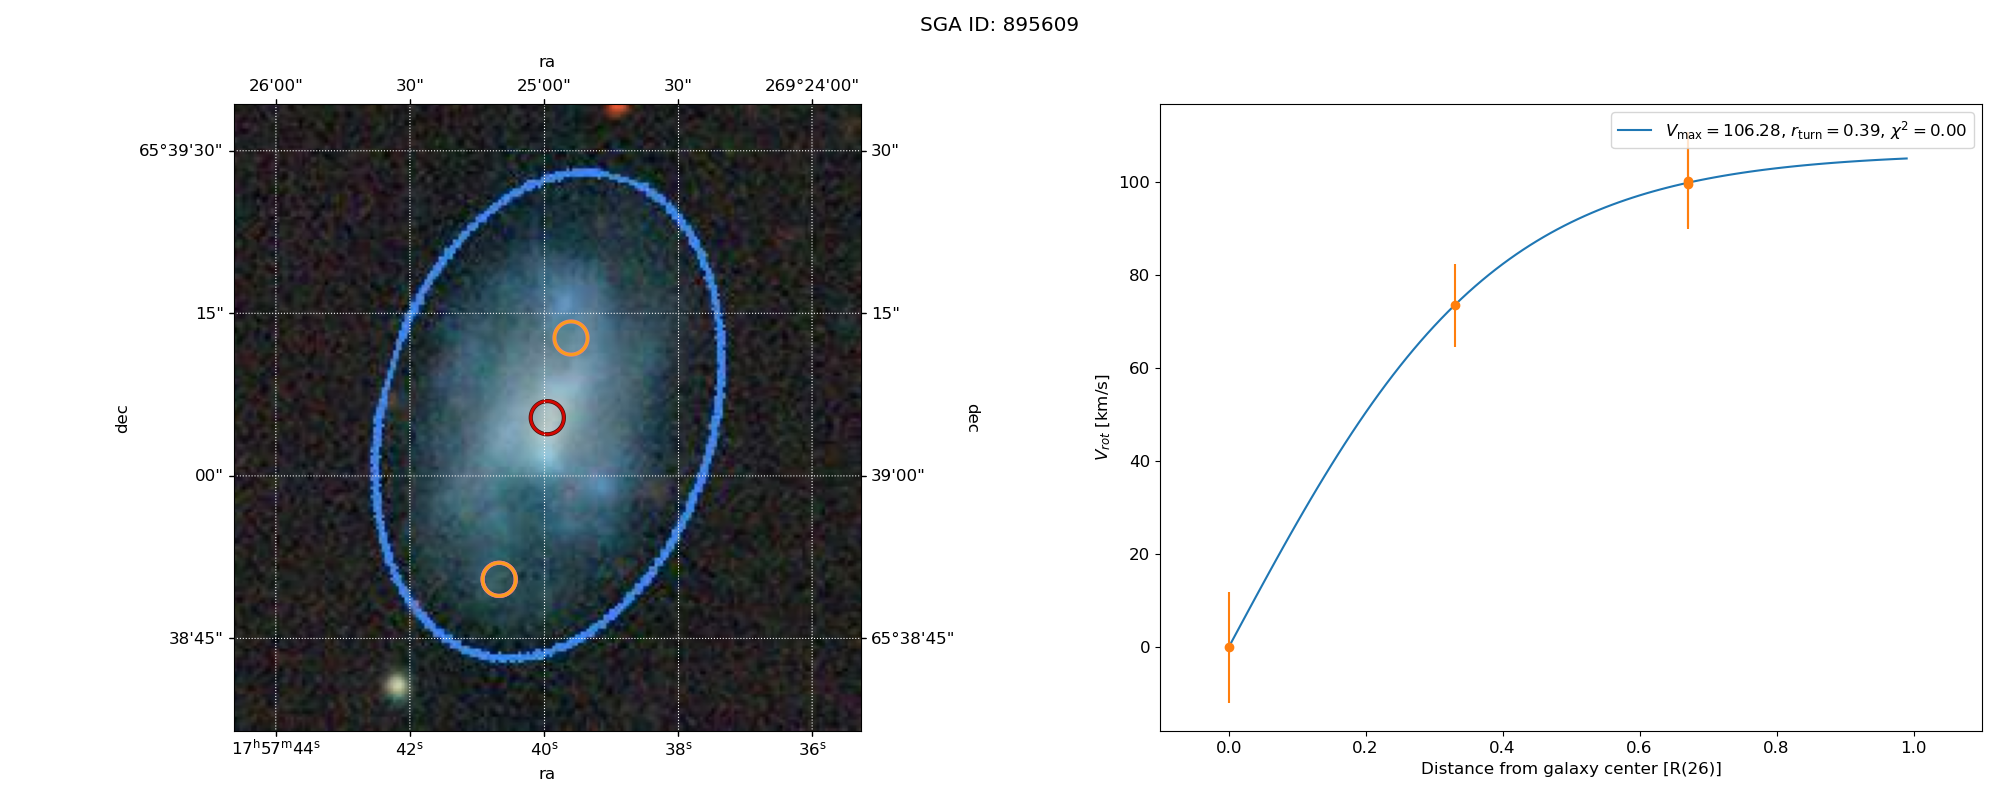 SGA ID: 895609
ra
26'00" 30" 25'00" 30" 269°24'00"
65°39'30" 30"
15" 15"
dec dec
00" 39'00"
38'45" 65°38'45"
17ʰ57ᵐ44ˢ 42ˢ 40ˢ 38ˢ 36ˢ
ra
V_max = 106.28, r_turn = 0.39, χ² = 0.00
100
80
60
40
20
0
V_rot [km/s]
0.0 0.2 0.4 0.6 0.8 1.0
Distance from galaxy center [R(26)]